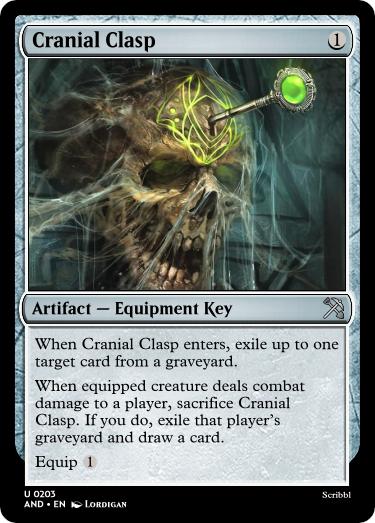 Cranial Clasp 1
Artifact — Equipment Key
When Cranial Clasp enters, exile up to one
target card from a graveyard.
When equipped creature deals combat
damage to a player, sacrifice Cranial
Clasp. If you do, exile that player's
graveyard and draw a card.
Equip 1
U 0203
AND • EN Lordigan
Scribbl